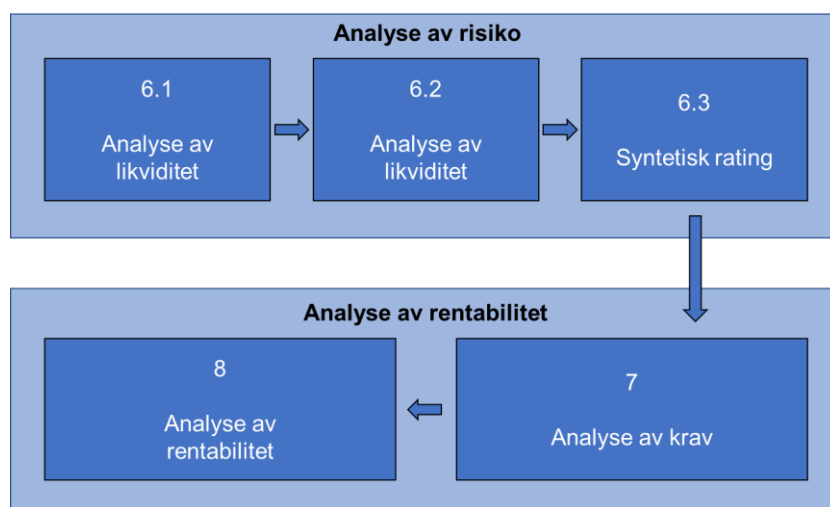 Analyse av risiko
6.1
Analyse av
likviditet
6.2
Analyse av
likviditet
6.3
Syntetisk rating
Analyse av rentabilitet
8
Analyse av
rentabilitet
7
Analyse av krav